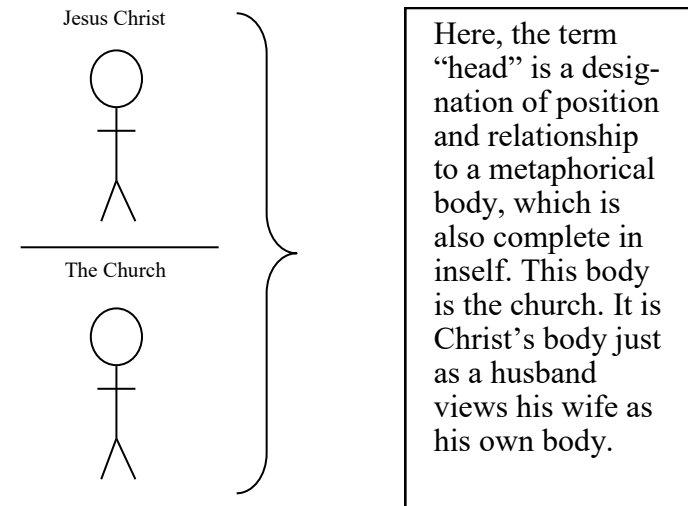 Jesus Christ
The Church
Here, the term
“head” is a desig-
nation of position
and relationship
to a metaphorical
body, which is
also complete in
inself. This body
is the church. It is
Christ’s body just
as a husband
views his wife as
his own body.